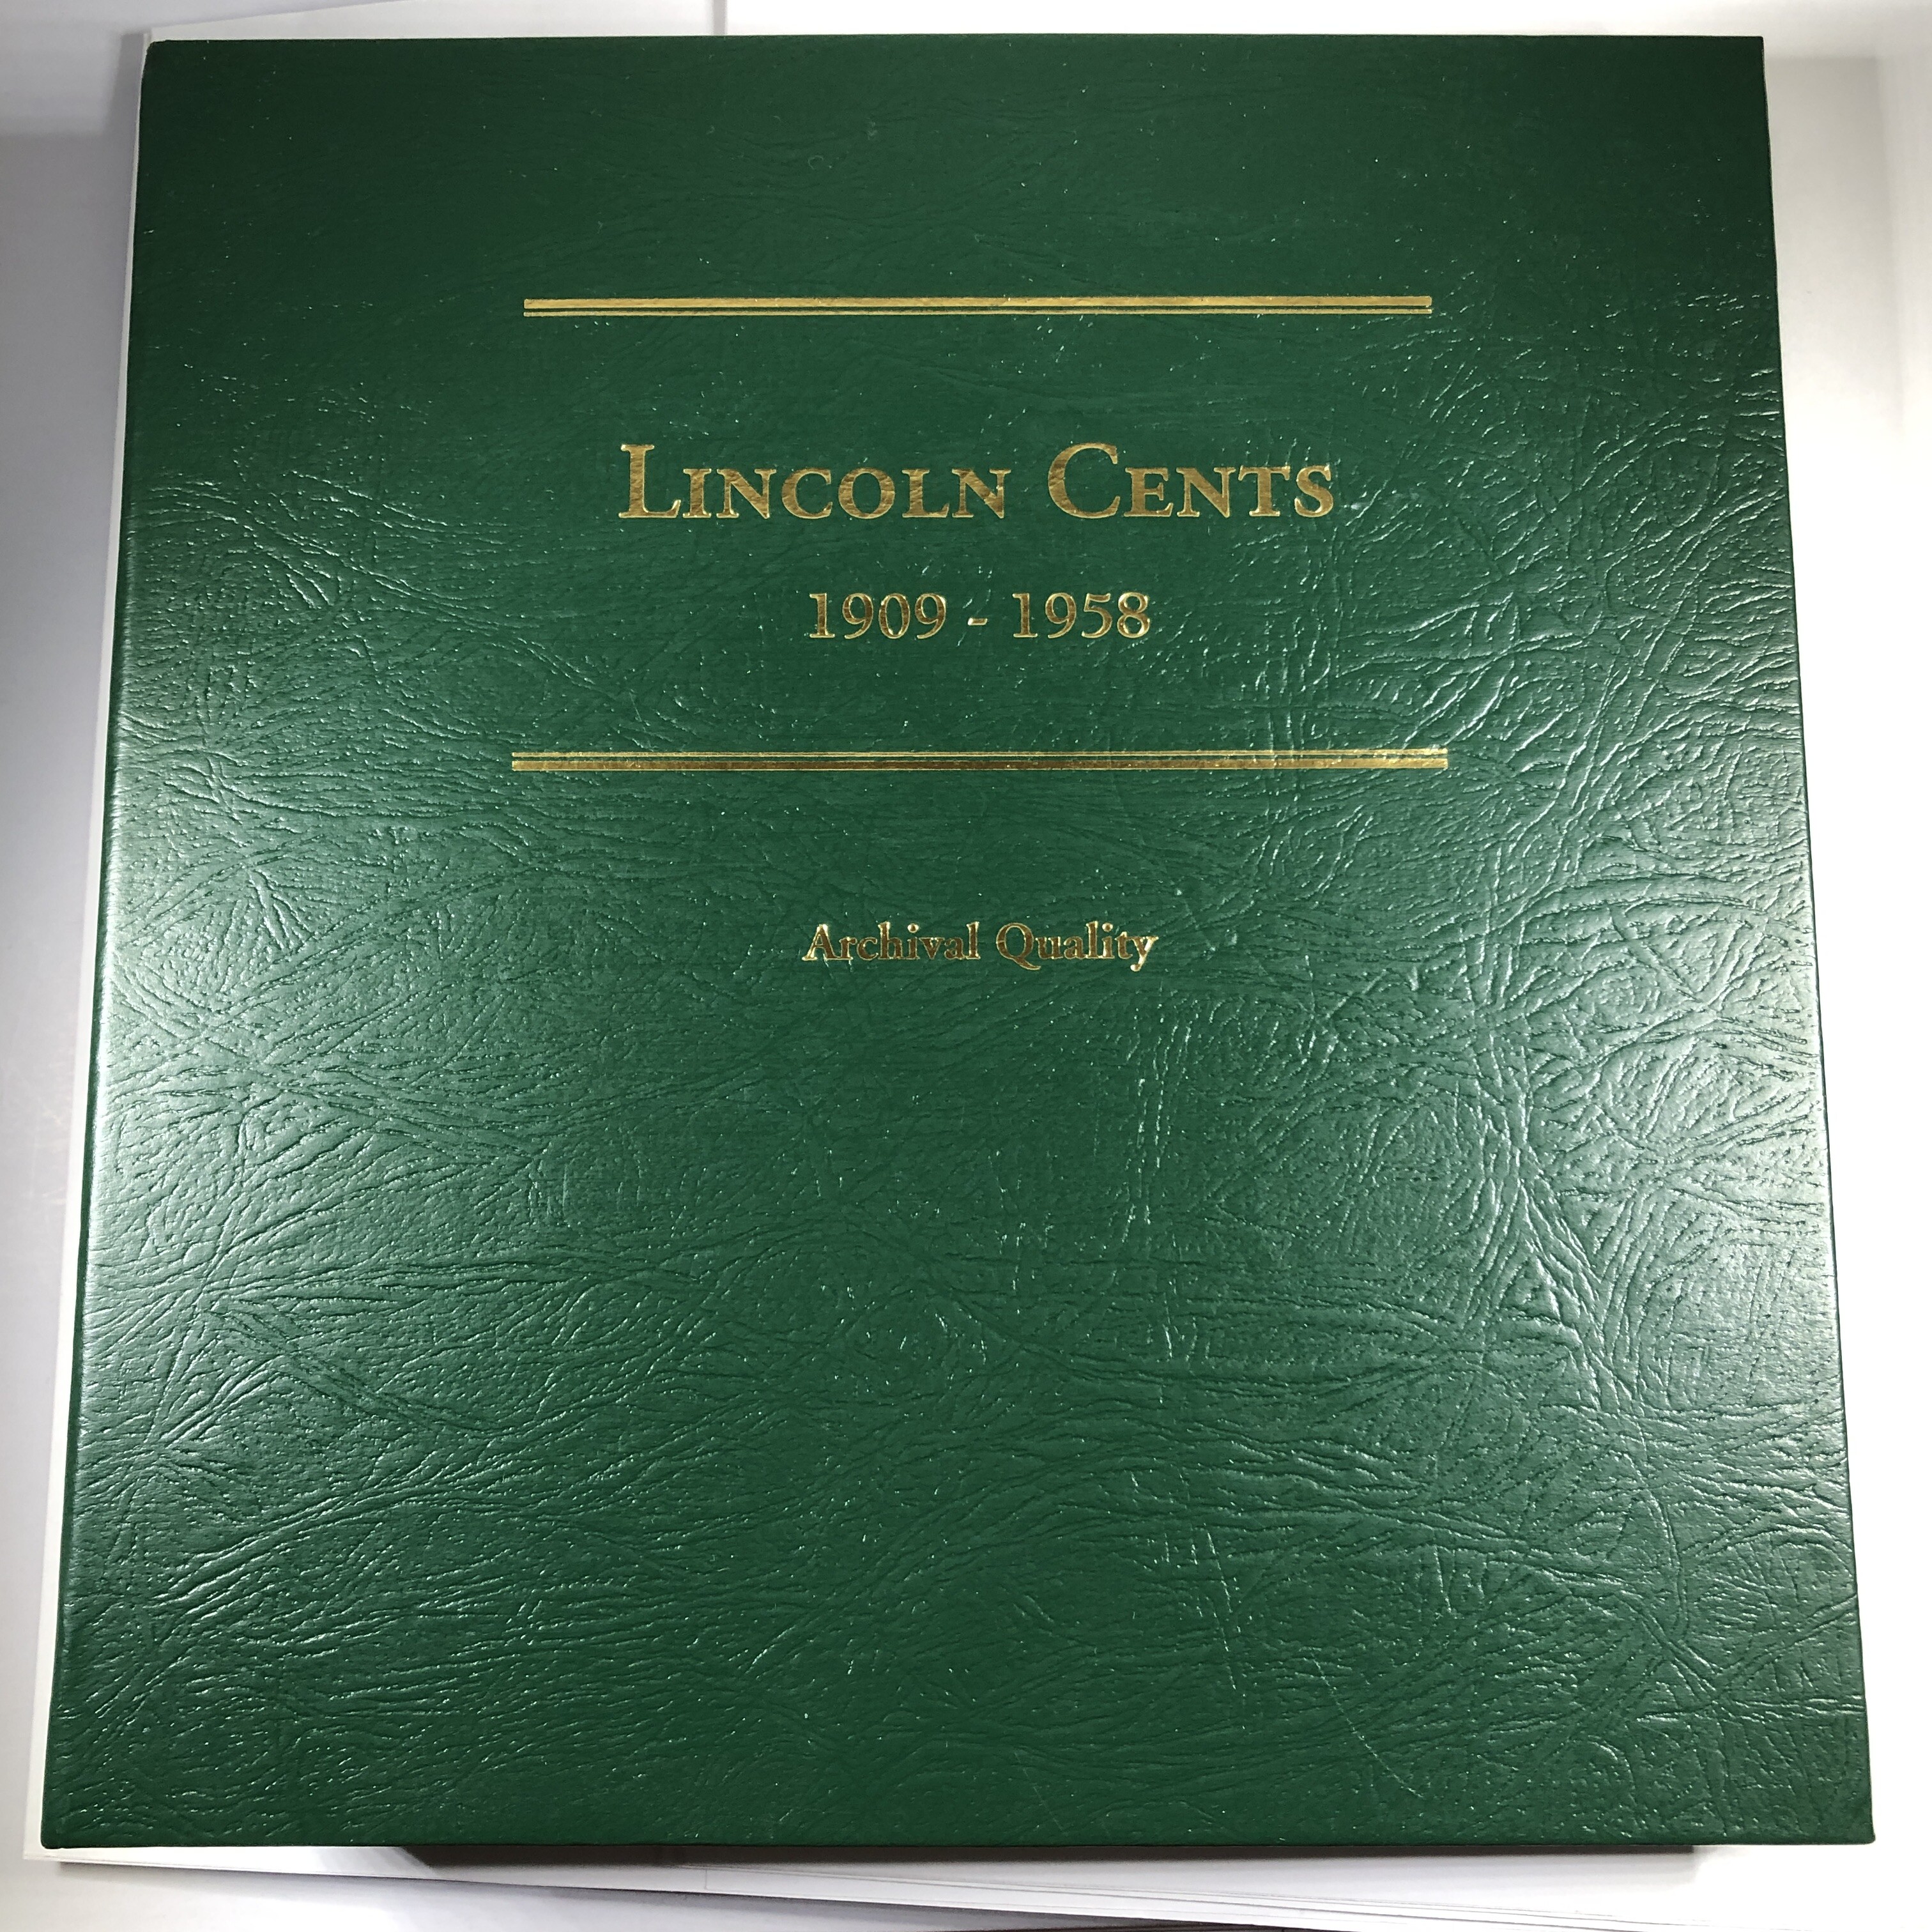 Lincoln Cents
1909 - 1958
Archival Quality